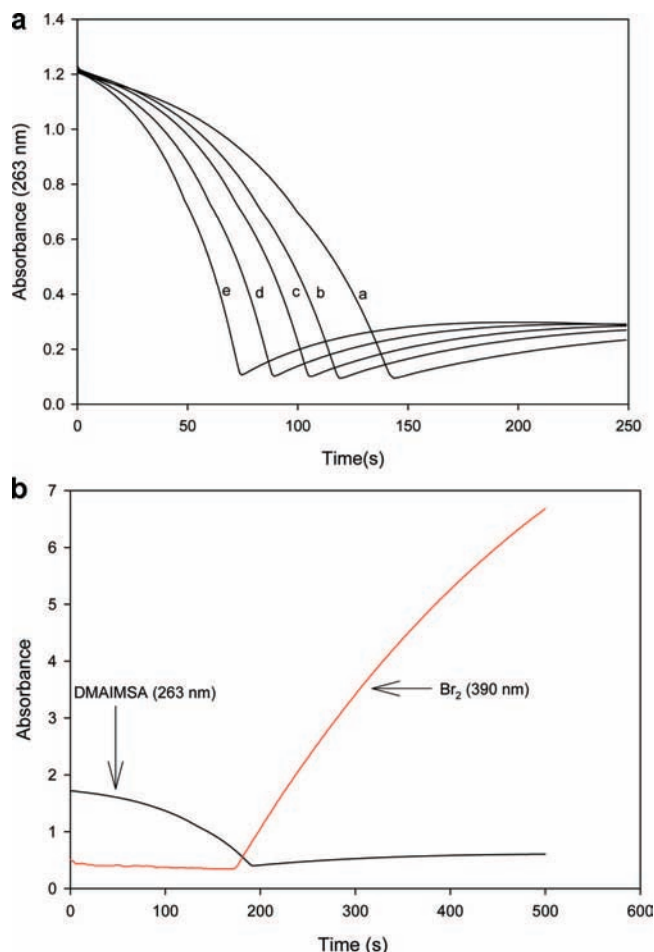 a
1.4
1.2
1.0
0.8
0.6
0.4
0.2
0.0
Absorbance (263 nm)
e d c b a
0 50 100 150 200 250
Time(s)
b
7
6
5
4
3
2
1
0
Absorbance
DMAIMSA (263 nm)
Br₂ (390 nm)
0 100 200 300 400 500 600
Time (s)